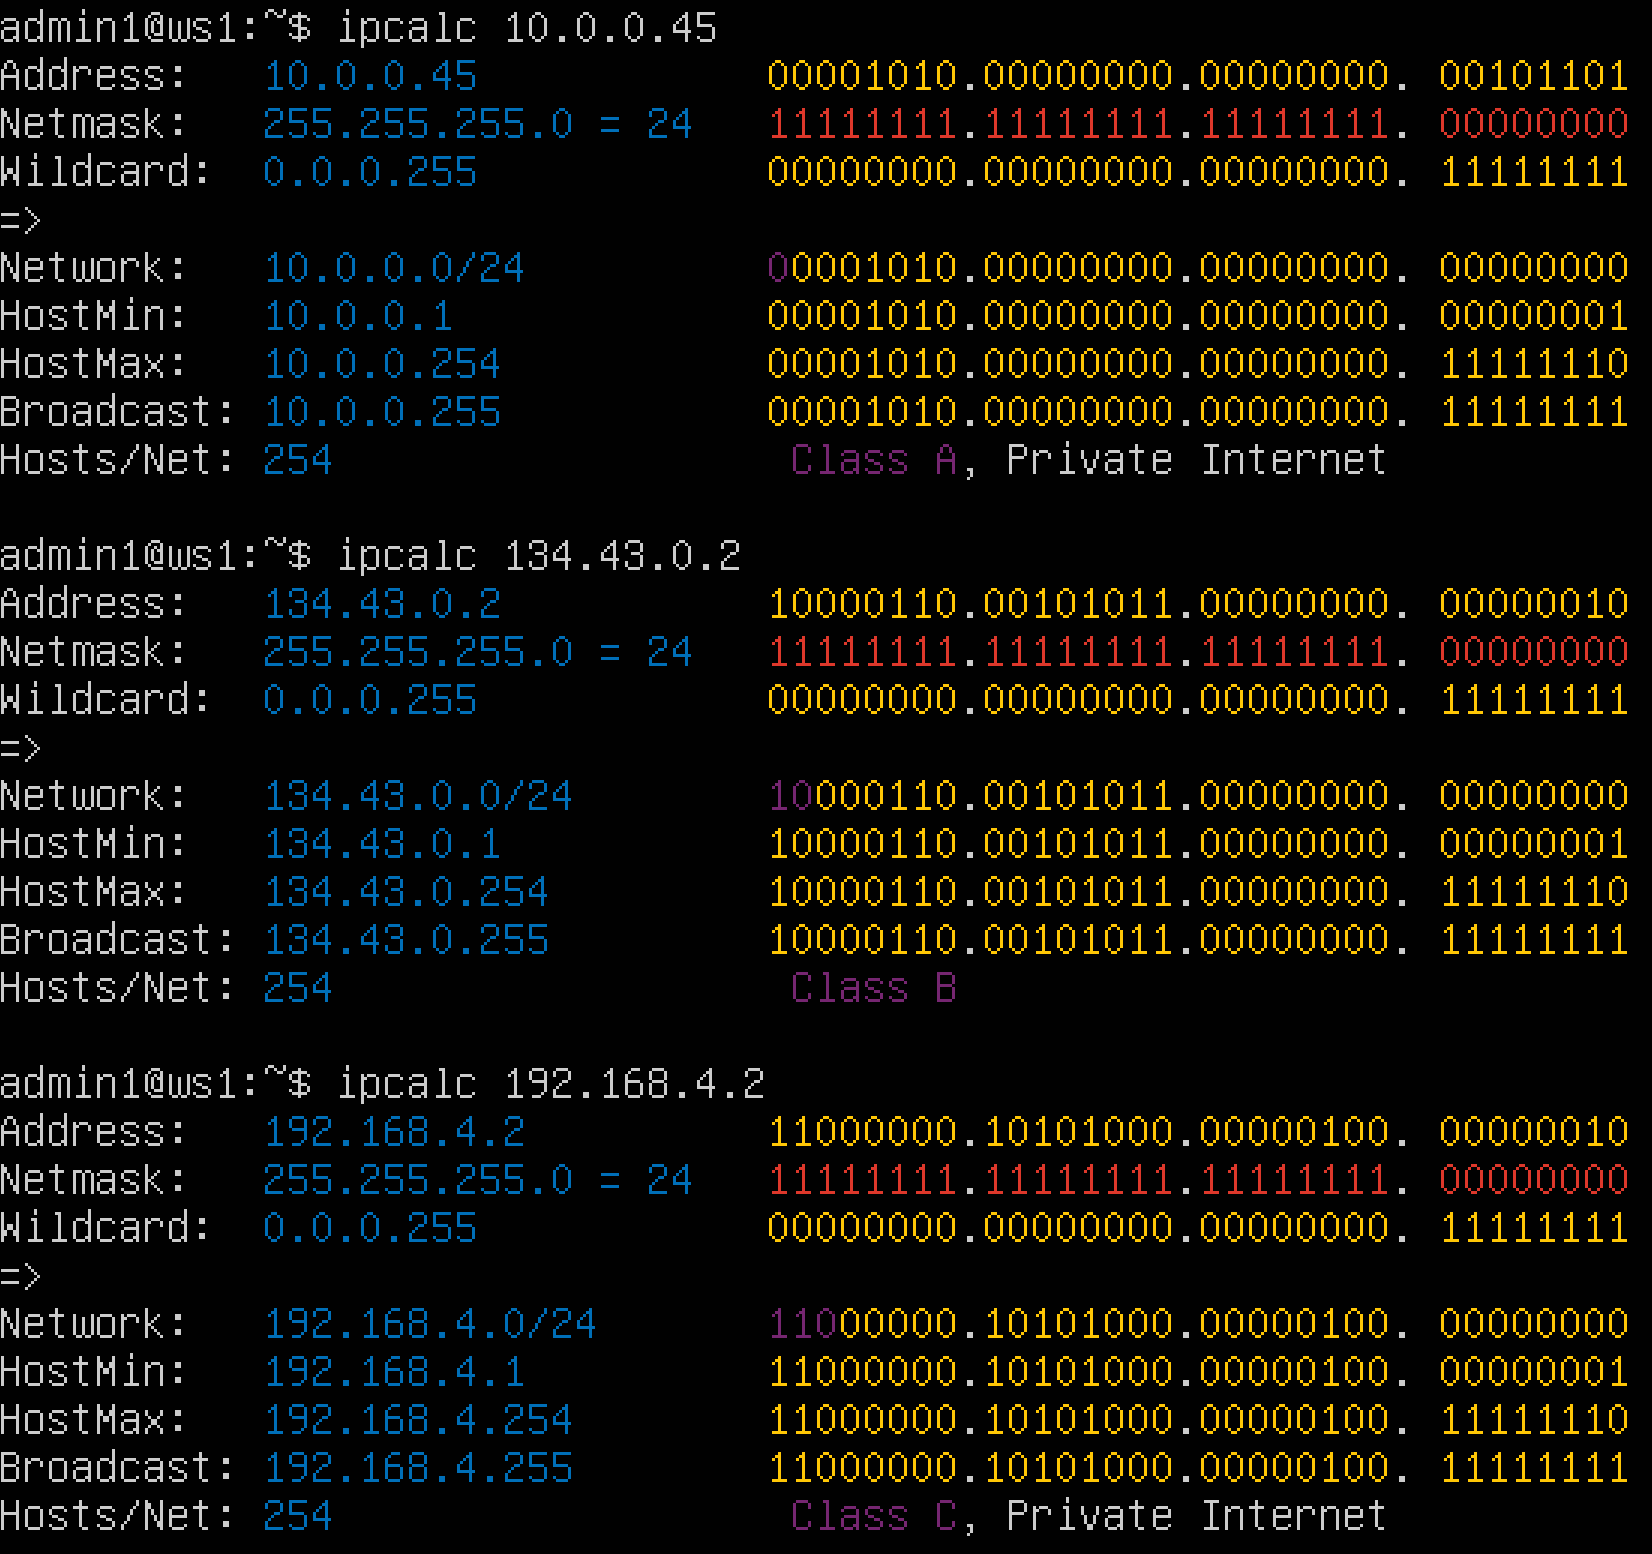 admin1@ws1:~$ ipcalc 10.0.0.45
Address:   10.0.0.45            00001010.00000000.00000000. 00101101
Netmask:   255.255.255.0 = 24   11111111.11111111.11111111. 00000000
Wildcard:  0.0.0.255            00000000.00000000.00000000. 11111111
=>
Network:   10.0.0.0/24          00001010.00000000.00000000. 00000000
HostMin:   10.0.0.1             00001010.00000000.00000000. 00000001
HostMax:   10.0.0.254           00001010.00000000.00000000. 11111110
Broadcast: 10.0.0.255           00001010.00000000.00000000. 11111111
Hosts/Net: 254                   Class A, Private Internet

admin1@ws1:~$ ipcalc 134.43.0.2
Address:   134.43.0.2           10000110.00101011.00000000. 00000010
Netmask:   255.255.255.0 = 24   11111111.11111111.11111111. 00000000
Wildcard:  0.0.0.255            00000000.00000000.00000000. 11111111
=>
Network:   134.43.0.0/24        10000110.00101011.00000000. 00000000
HostMin:   134.43.0.1           10000110.00101011.00000000. 00000001
HostMax:   134.43.0.254         10000110.00101011.00000000. 11111110
Broadcast: 134.43.0.255         10000110.00101011.00000000. 11111111
Hosts/Net: 254                   Class B

admin1@ws1:~$ ipcalc 192.168.4.2
Address:   192.168.4.2          11000000.10101000.00000100. 00000010
Netmask:   255.255.255.0 = 24   11111111.11111111.11111111. 00000000
Wildcard:  0.0.0.255            00000000.00000000.00000000. 11111111
=>
Network:   192.168.4.0/24       11000000.10101000.00000100. 00000000
HostMin:   192.168.4.1          11000000.10101000.00000100. 00000001
HostMax:   192.168.4.254        11000000.10101000.00000100. 11111110
Broadcast: 192.168.4.255        11000000.10101000.00000100. 11111111
Hosts/Net: 254                   Class C, Private Internet